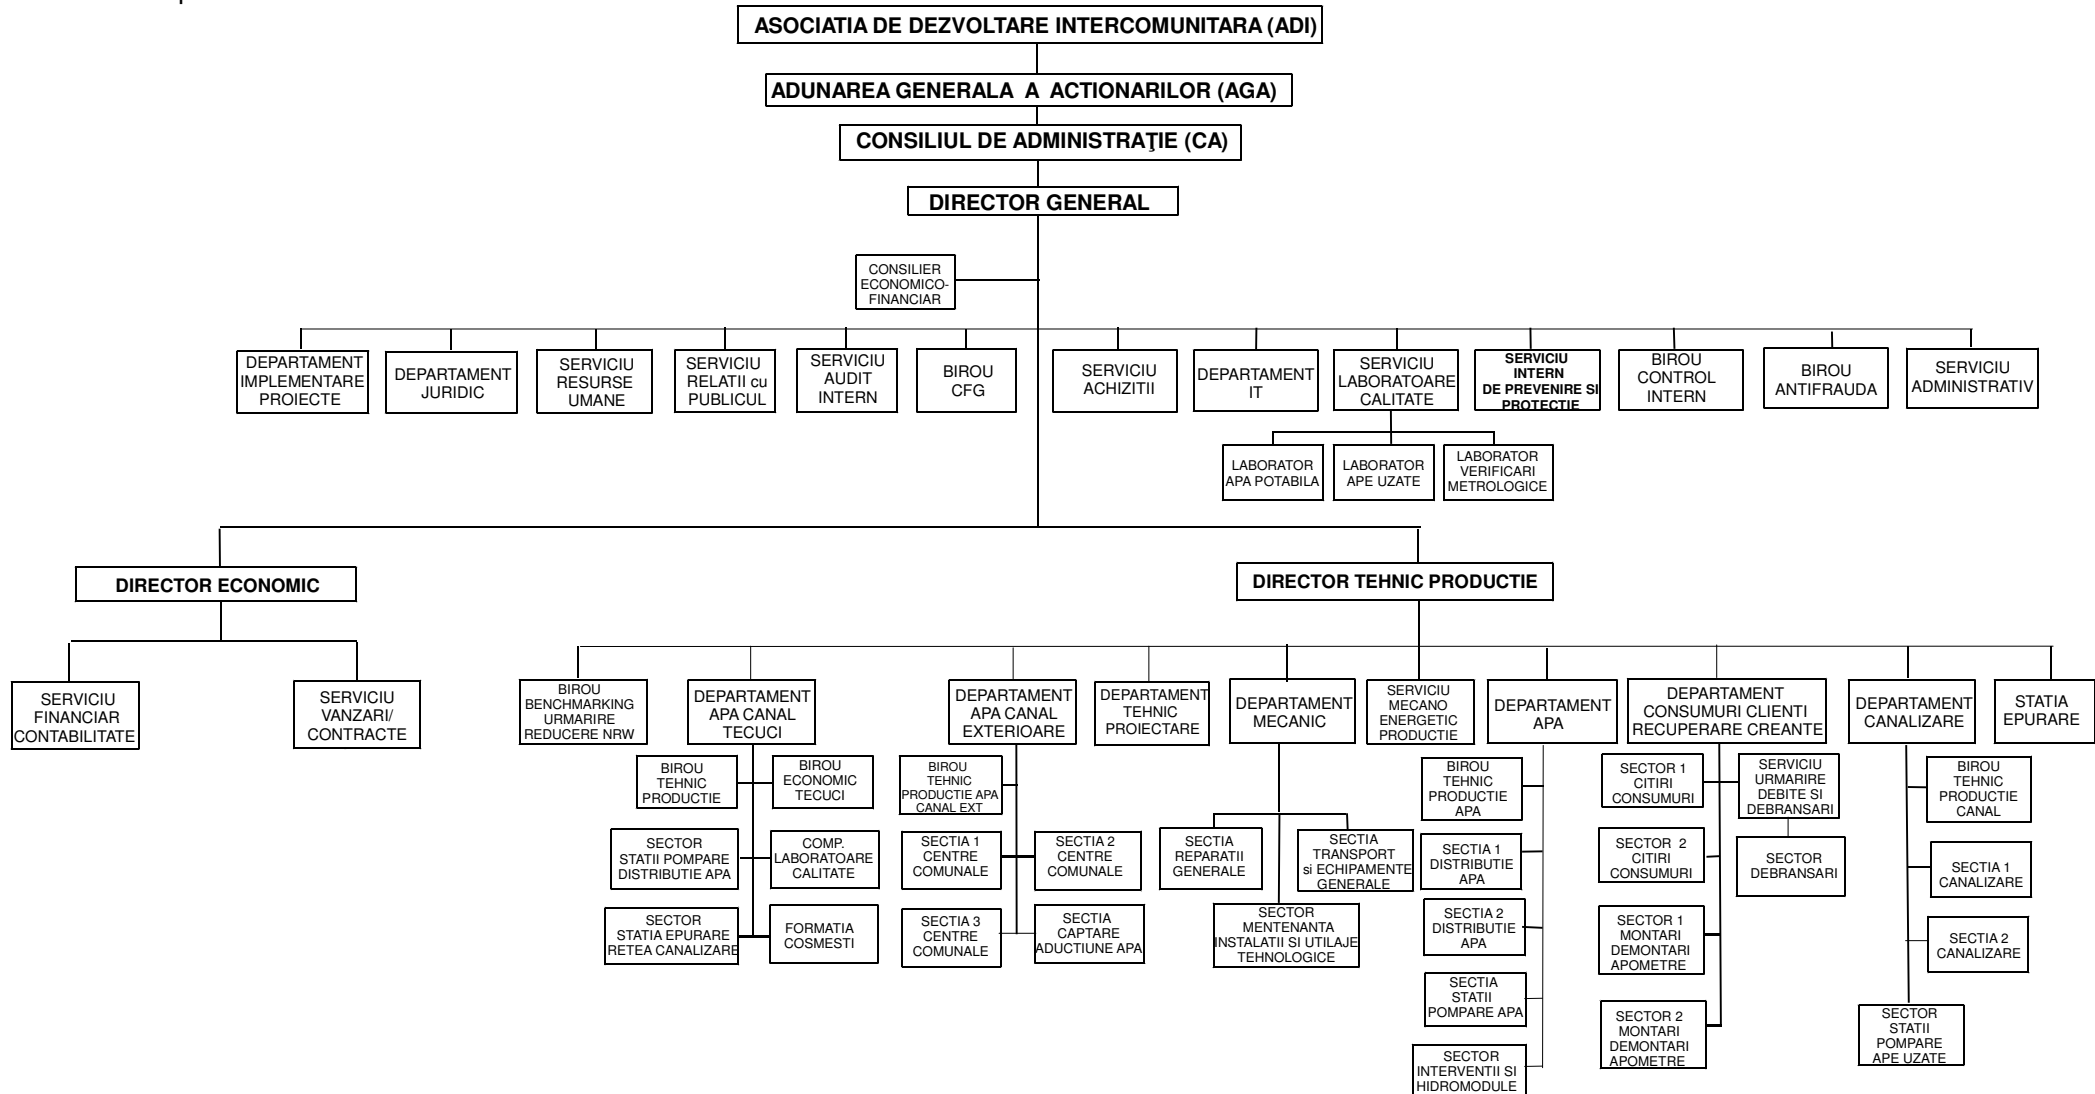 ASOCIATIA DE DEZVOLTARE INTERCOMUNITARA (ADI)
ADUNAREA GENERALA A ACTIONARILOR (AGA)
CONSILIUL DE ADMINISTRAŢIE (CA)
DIRECTOR GENERAL
CONSILIER
ECONOMICO-
FINANCIAR
DEPARTAMENT
IMPLEMENTARE
PROIECTE
DEPARTAMENT
JURIDIC
SERVICIU
RESURSE
UMANE
SERVICIU
RELATII cu
PUBLICUL
SERVICIU
AUDIT
INTERN
BIROU
CFG
SERVICIU
ACHIZITII
DEPARTAMENT
IT
SERVICIU
LABORATOARE
CALITATE
SERVICIU
INTERN
DE PREVENIRE SI
PROTECTIE
BIROU
CONTROL
INTERN
BIROU
ANTIFRAUDA
SERVICIU
ADMINISTRATIV
LABORATOR
APA POTABILA
LABORATOR
APE UZATE
LABORATOR
VERIFICARI
METROLOGICE
DIRECTOR ECONOMIC
DIRECTOR TEHNIC PRODUCTIE
SERVICIU
FINANCIAR
CONTABILITATE
SERVICIU
VANZARI/
CONTRACTE
BIROU
BENCHMARKING
URMARIRE
REDUCERE NRW
DEPARTAMENT
APA CANAL
TECUCI
DEPARTAMENT
APA CANAL
EXTERIOARE
DEPARTAMENT
TEHNIC
PROIECTARE
DEPARTAMENT
MECANIC
SERVICIU
MECANO
ENERGETIC
PRODUCTIE
DEPARTAMENT
APA
DEPARTAMENT
CONSUMURI CLIENTI
RECUPERARE CREANTE
DEPARTAMENT
CANALIZARE
STATIA
EPURARE
BIROU
TEHNIC
PRODUCTIE
BIROU
ECONOMIC
TECUCI
SECTOR
STATII POMPARE
DISTRIBUTIE APA
COMP.
LABORATOARE
CALITATE
SECTOR
STATIA EPURARE
RETEA CANALIZARE
FORMATIA
COSMESTI
BIROU
TEHNIC
PRODUCTIE APA
CANAL EXT
SECTIA 1
CENTRE
COMUNALE
SECTIA 2
CENTRE
COMUNALE
SECTIA 3
CENTRE
COMUNALE
SECTIA
CAPTARE
ADUCTIUNE APA
SECTIA
REPARATII
GENERALE
SECTIA
TRANSPORT
si ECHIPAMENTE
GENERALE
SECTOR
MENTENANTA
INSTALATII SI UTILAJE
TEHNOLOGICE
BIROU
TEHNIC
PRODUCTIE
APA
SECTIA 1
DISTRIBUTIE
APA
SECTIA 2
DISTRIBUTIE
APA
SECTIA
STATII
POMPARE APA
SECTOR
INTERVENTII SI
HIDROMODULE
SECTOR 1
CITIRI
CONSUMURI
SERVICIU
URMARIRE
DEBITE SI
DEBRANSARI
SECTOR 2
CITIRI
CONSUMURI
SECTOR
DEBRANSARI
SECTOR 1
MONTARI
DEMONTARI
APOMETRE
SECTOR 2
MONTARI
DEMONTARI
APOMETRE
BIROU
TEHNIC
PRODUCTIE
CANAL
SECTIA 1
CANALIZARE
SECTIA 2
CANALIZARE
SECTOR
STATII
POMPARE
APE UZATE